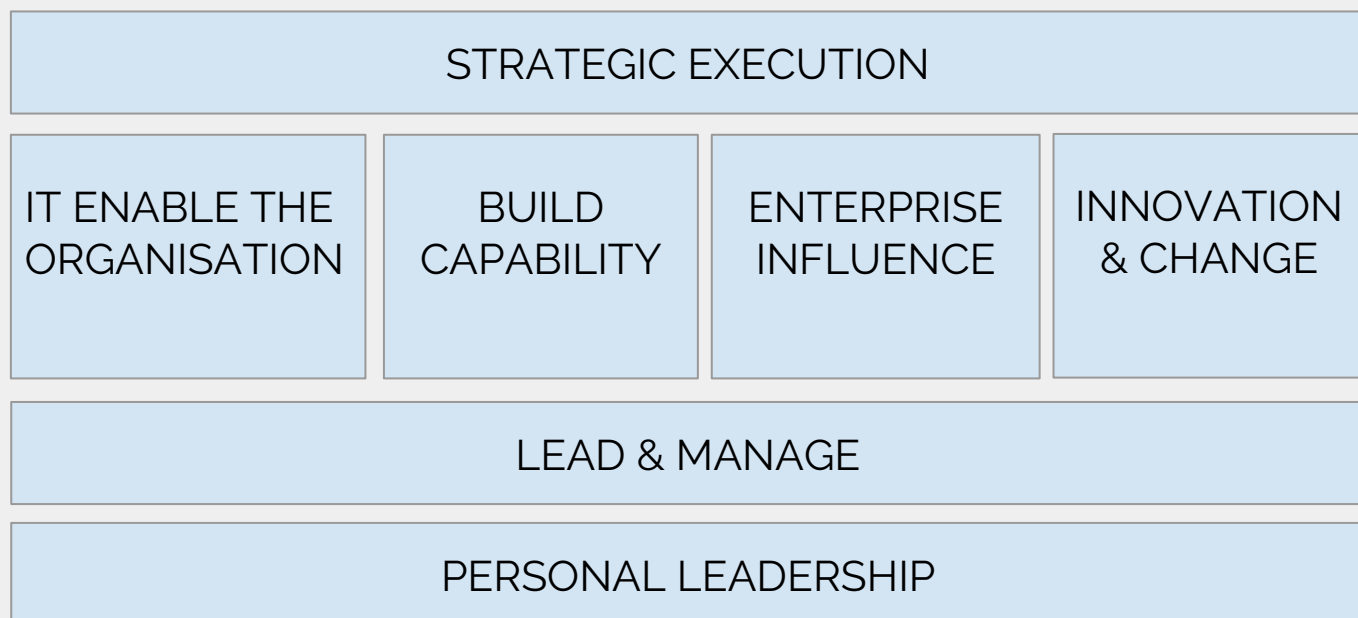 STRATEGIC EXECUTION
IT ENABLE THE
ORGANISATION
BUILD
CAPABILITY
ENTERPRISE
INFLUENCE
INNOVATION
& CHANGE
LEAD & MANAGE
PERSONAL LEADERSHIP